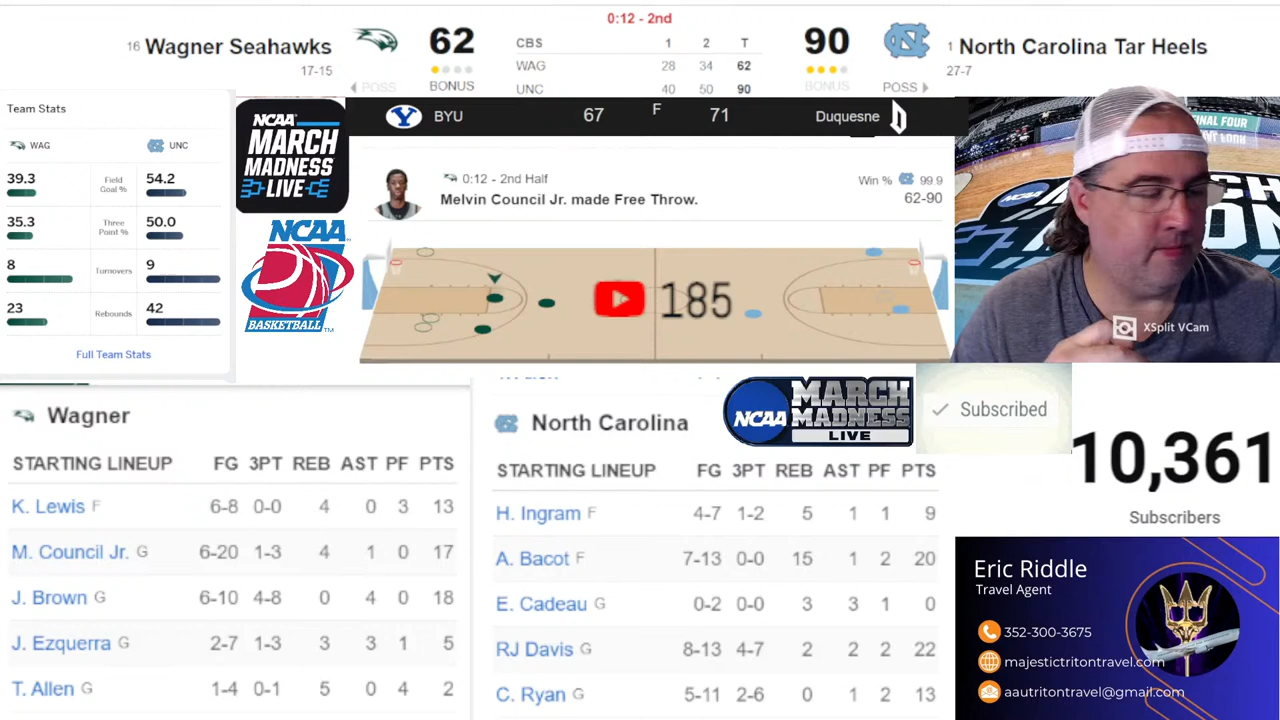 0:12 - 2nd
16 Wagner Seahawks
17-15
POSS
62
BONUS
CBS 1 2 T
WAG 28 34 62
UNC 40 50 90
90
BONUS
POSS
1 North Carolina Tar Heels
27-7
Team Stats
WAG UNC
39.3 Field Goal % 54.2
35.3 Three Point % 50.0
8 Turnovers 9
23 Rebounds 42
Full Team Stats
NCAA
MARCH
MADNESS
LIVE
NCAA
BASKETBALL™
BYU 67 F 71 Duquesne
0:12 - 2nd Half
Melvin Council Jr. made Free Throw.
Win % 99.9
62-90
185
FINAL FOUR
NCAA
XSplit VCam
Wagner
STARTING LINEUP FG 3PT REB AST PF PTS
K. Lewis F 6-8 0-0 4 0 3 13
M. Council Jr. G 6-20 1-3 4 1 0 17
J. Brown G 6-10 4-8 0 4 0 18
J. Ezquerra G 2-7 1-3 3 3 1 5
T. Allen G 1-4 0-1 5 0 4 2
North Carolina
STARTING LINEUP FG 3PT REB AST PF PTS
H. Ingram F 4-7 1-2 5 1 1 9
A. Bacot F 7-13 0-0 15 1 2 20
E. Cadeau G 0-2 0-0 3 3 1 0
RJ Davis G 8-13 4-7 2 2 2 22
C. Ryan G 5-11 2-6 0 1 2 13
NCAA
MARCH
MADNESS
LIVE
Subscribed
10,361
Subscribers
Eric Riddle
Travel Agent
352-300-3675
majestictritontravel.com
aautritontravel@gmail.com